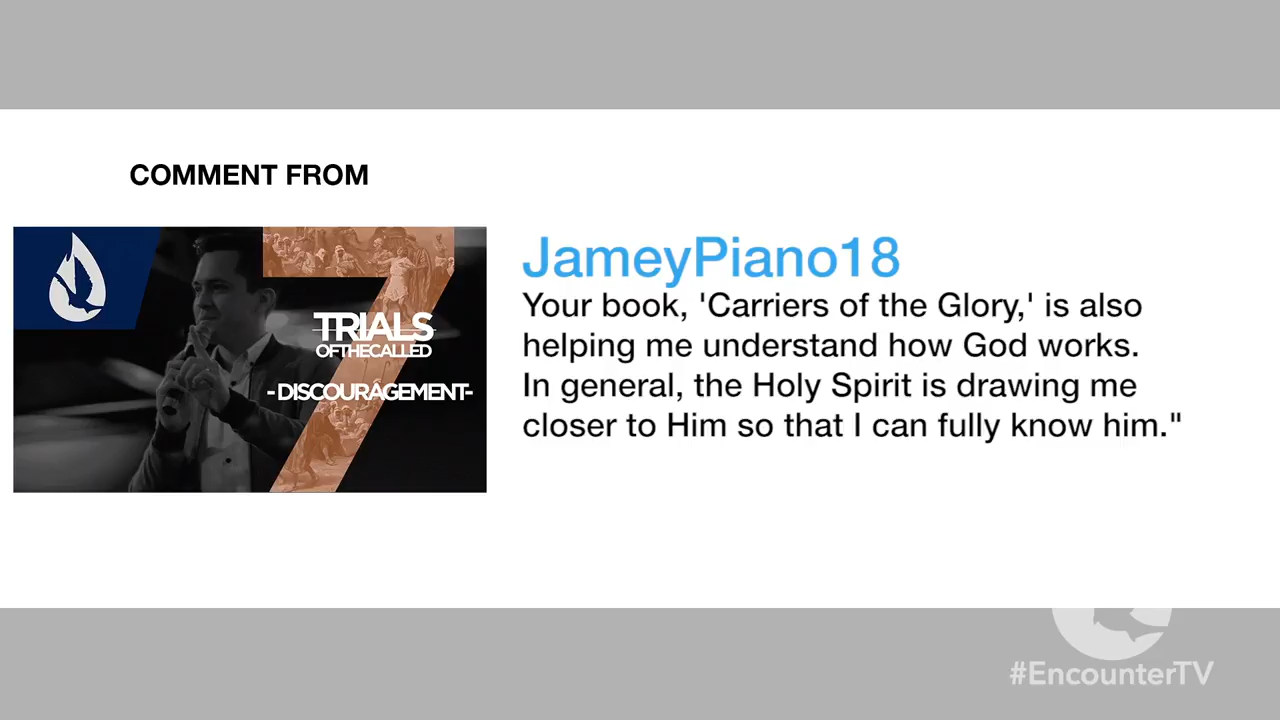 COMMENT FROM
TRIALS
OFTHECALLED
-DISCOURAGEMENT-
JameyPiano18
Your book, 'Carriers of the Glory,' is also
helping me understand how God works.
In general, the Holy Spirit is drawing me
closer to Him so that I can fully know him."
#EncounterTV
7